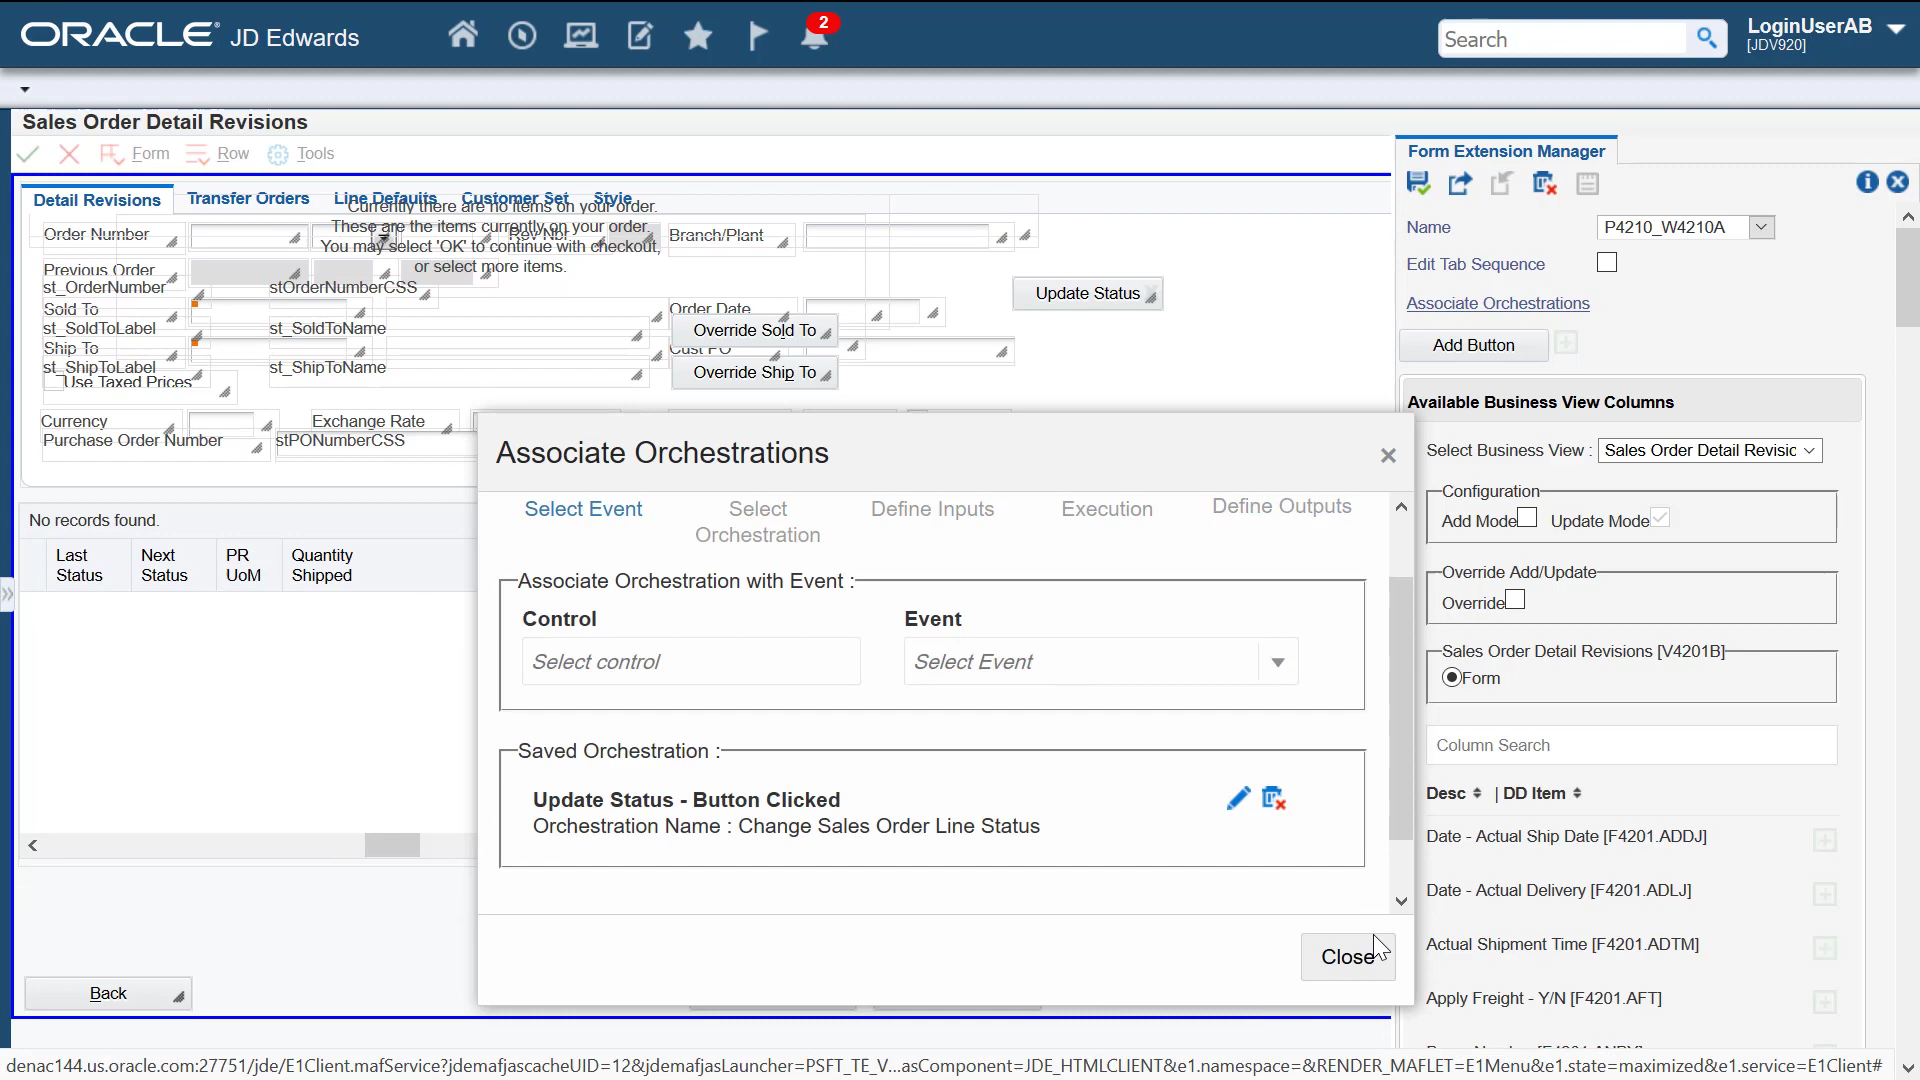 ORACLE® JD Edwards
2
Search
LoginUserAB
[JDV920]
Sales Order Detail Revisions
Form Row Tools
Detail Revisions Transfer Orders Line Defaults Customer Set Style
Currently there are no items on your order.
These are the items currently on your order.
You may select 'OK' to continue with checkout,
or select more items.
Order Number Rev Nbr Branch/Plant
Previous Order
st_OrderNumber stOrderNumberCSS
Update Status
Sold To Order Date
st_SoldToLabel st_SoldToName Override Sold To
Ship To Cust PO
st_ShipToLabel st_ShipToName Override Ship To
Use Taxed Prices
Currency Exchange Rate
Purchase Order Number stPONumberCSS
No records found.
Last Status
Next Status
PR UoM
Quantity Shipped
Back
Associate Orchestrations
Select Event
Select Orchestration
Define Inputs
Execution
Define Outputs
Associate Orchestration with Event :
Control Event
Select control Select Event
Saved Orchestration :
Update Status - Button Clicked
Orchestration Name : Change Sales Order Line Status
Close
Form Extension Manager
Name P4210_W4210A
Edit Tab Sequence
Associate Orchestrations
Add Button
Available Business View Columns
Select Business View : Sales Order Detail Revisic
Configuration
Add Mode Update Mode
Override Add/Update
Override
Sales Order Detail Revisions [V4201B]
Form
Column Search
Desc | DD Item
Date - Actual Ship Date [F4201.ADDJ]
Date - Actual Delivery [F4201.ADLJ]
Actual Shipment Time [F4201.ADTM]
Apply Freight - Y/N [F4201.AFT]
denac144.us.oracle.com:27751/jde/E1Client.mafService?jdemafjascacheUID=12&jdemafjasLauncher=PSFT_TE_V...asComponent=JDE_HTMLCLIENT&e1.namespace=&RENDER_MAFLET=E1Menu&e1.state=maximized&e1.service=E1Client#